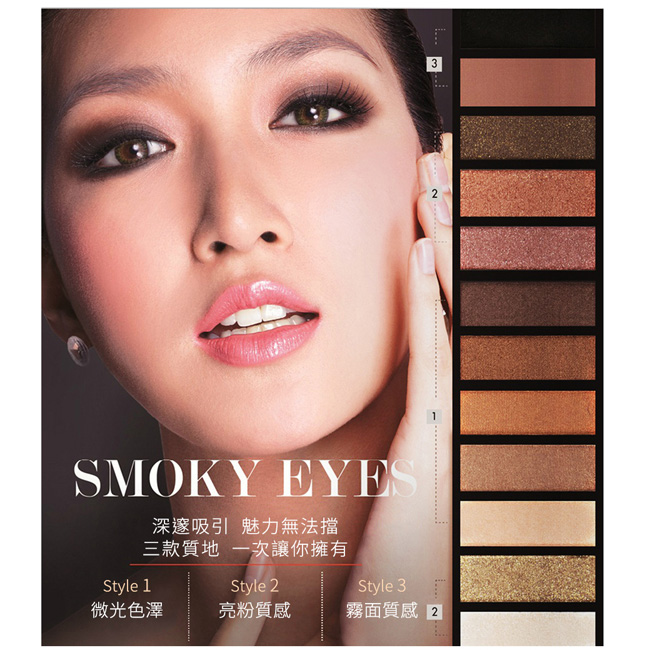 3
2
1
SMOKY EYES
深邃吸引 魅力無法擋
三款質地 一次讓你擁有
Style 1
微光色澤
Style 2
亮粉質感
Style 3
霧面質感
2